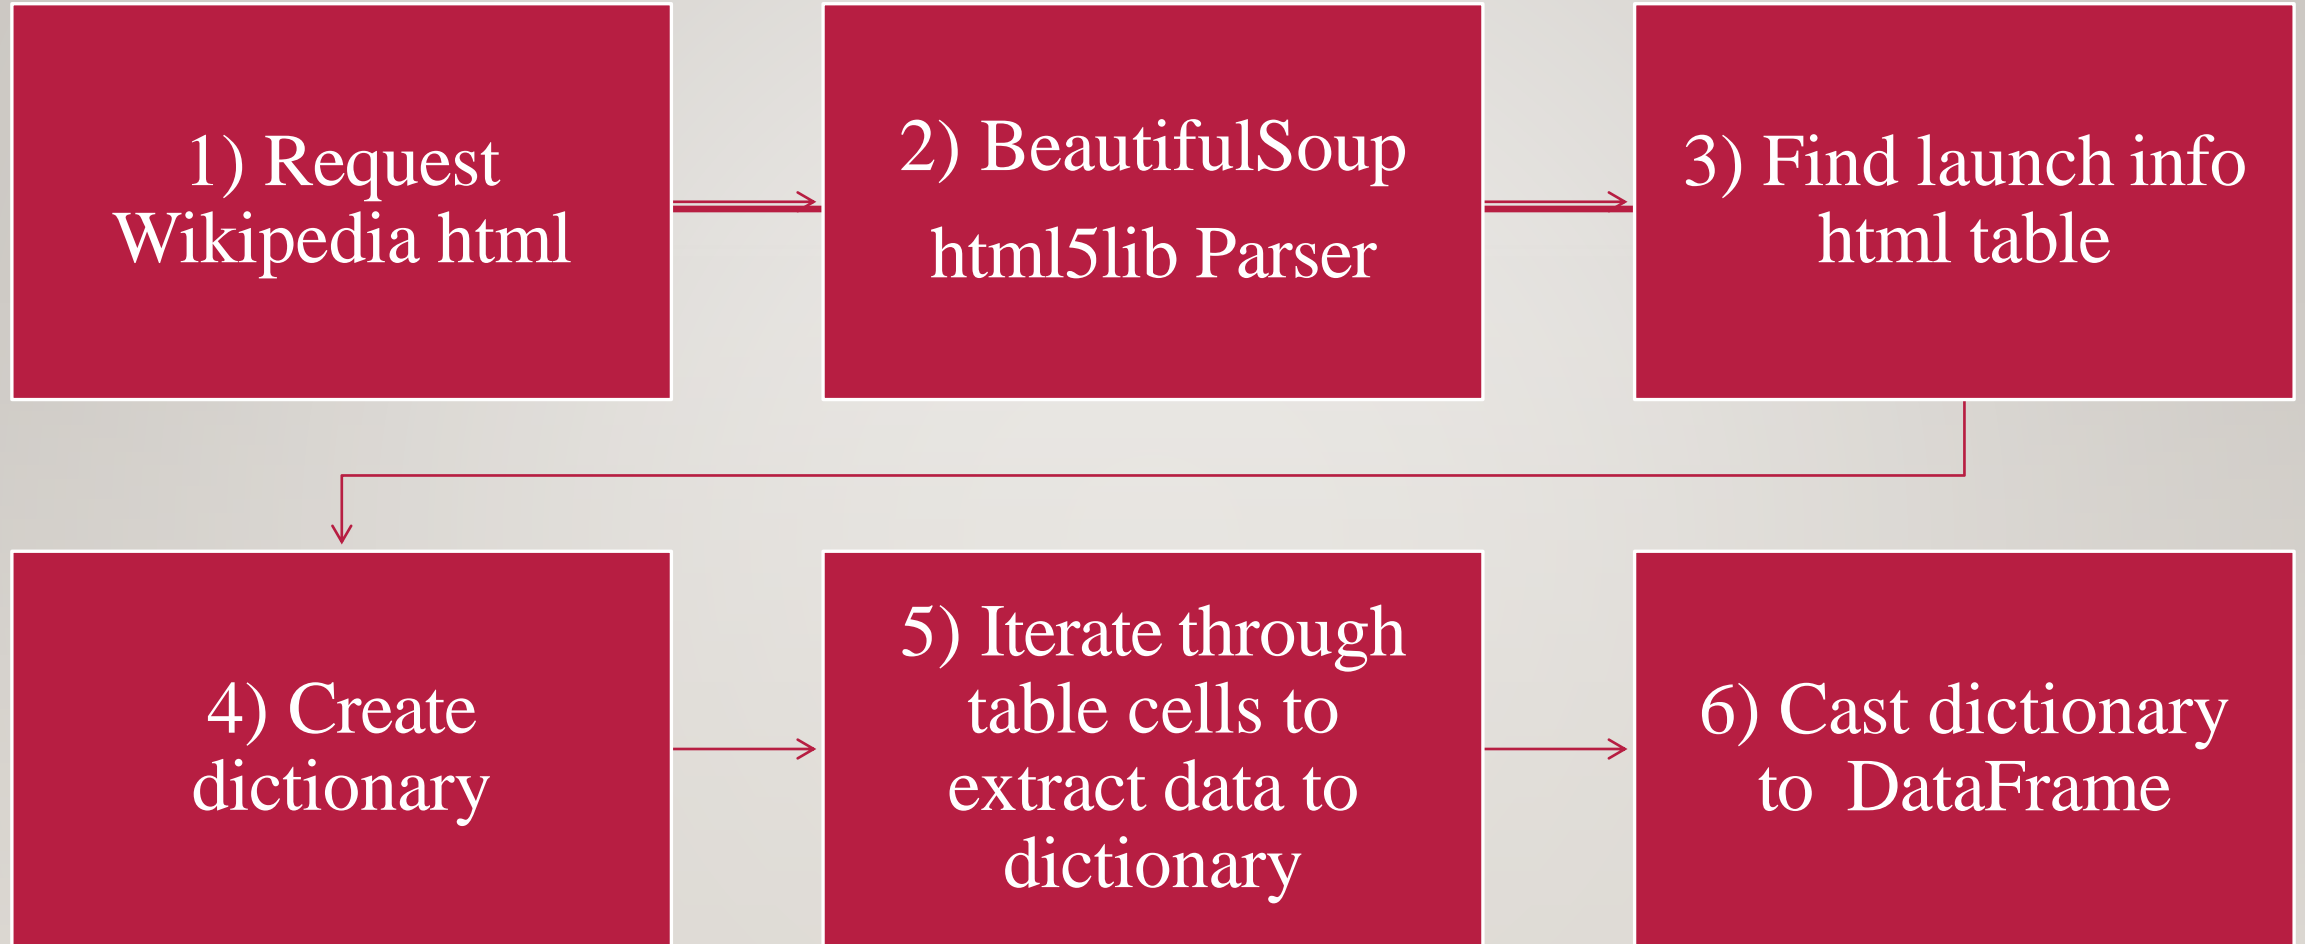 1) Request
Wikipedia html
2) BeautifulSoup
html5lib Parser
3) Find launch info
html table
4) Create
dictionary
5) Iterate through
table cells to
extract data to
dictionary
6) Cast dictionary
to  DataFrame